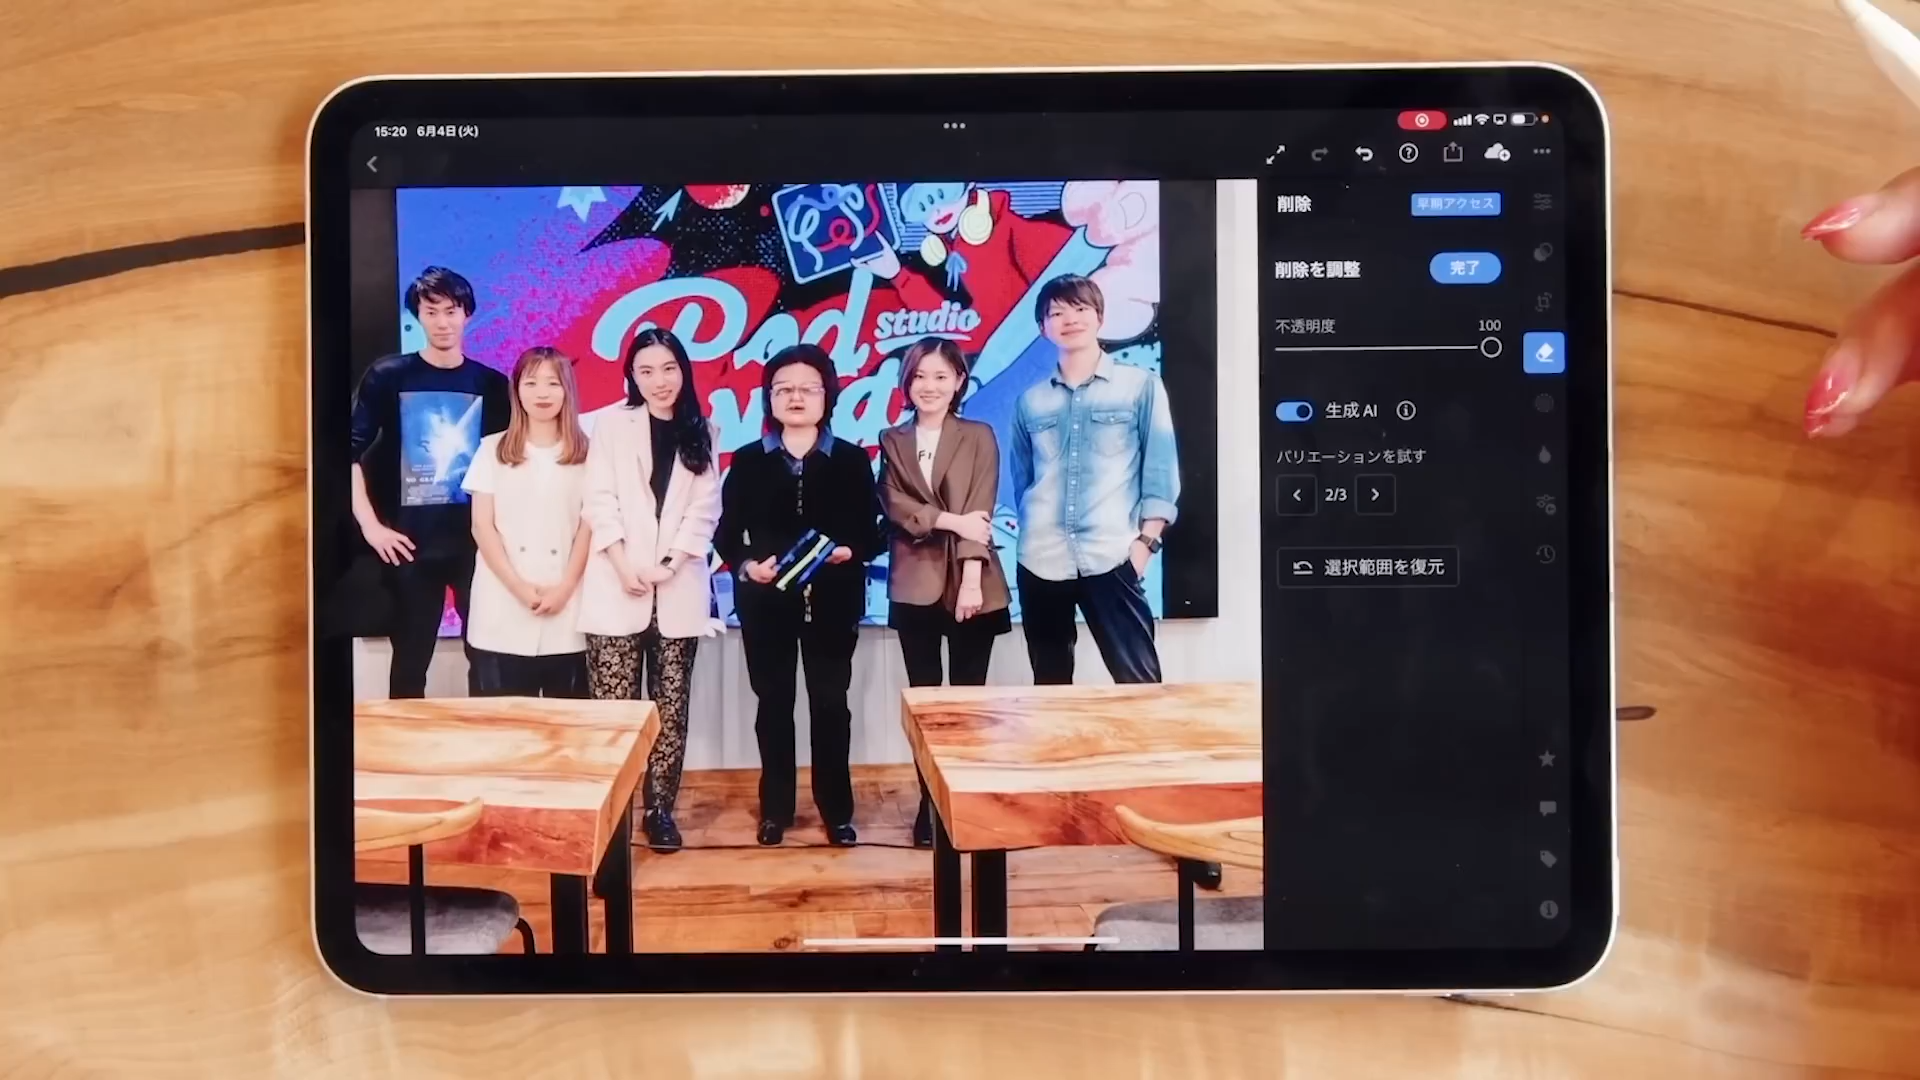 15:20 6月4日(火)
削除 早期アクセス
削除を調整 完了
不透明度 100
生成 AI
バリエーションを試す
2/3
選択範囲を復元
Pod studio